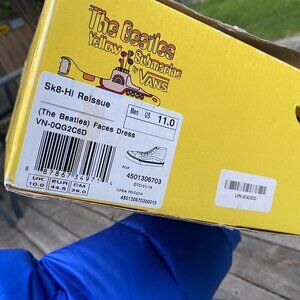 The Beatles
Yellow Submarine
by VANS
Sk8-Hi Reissue
Men US 11.0
(The Beatles) Faces Dress
VN-0QG2C6D
UK EUR CM
10.0 44.5 29.0
4501306703